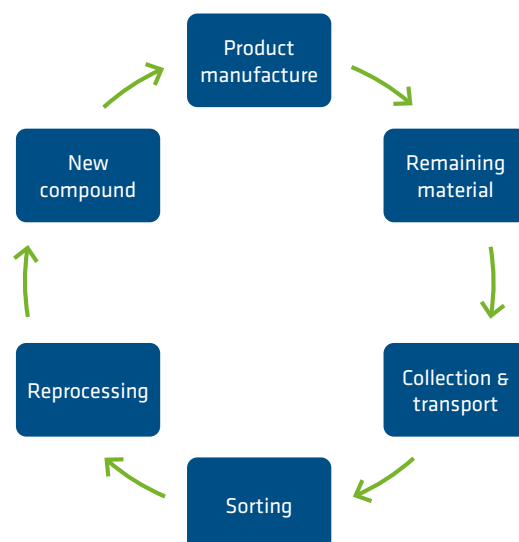 Product
manufacture
Remaining
material
Collection &
transport
Sorting
Reprocessing
New
compound